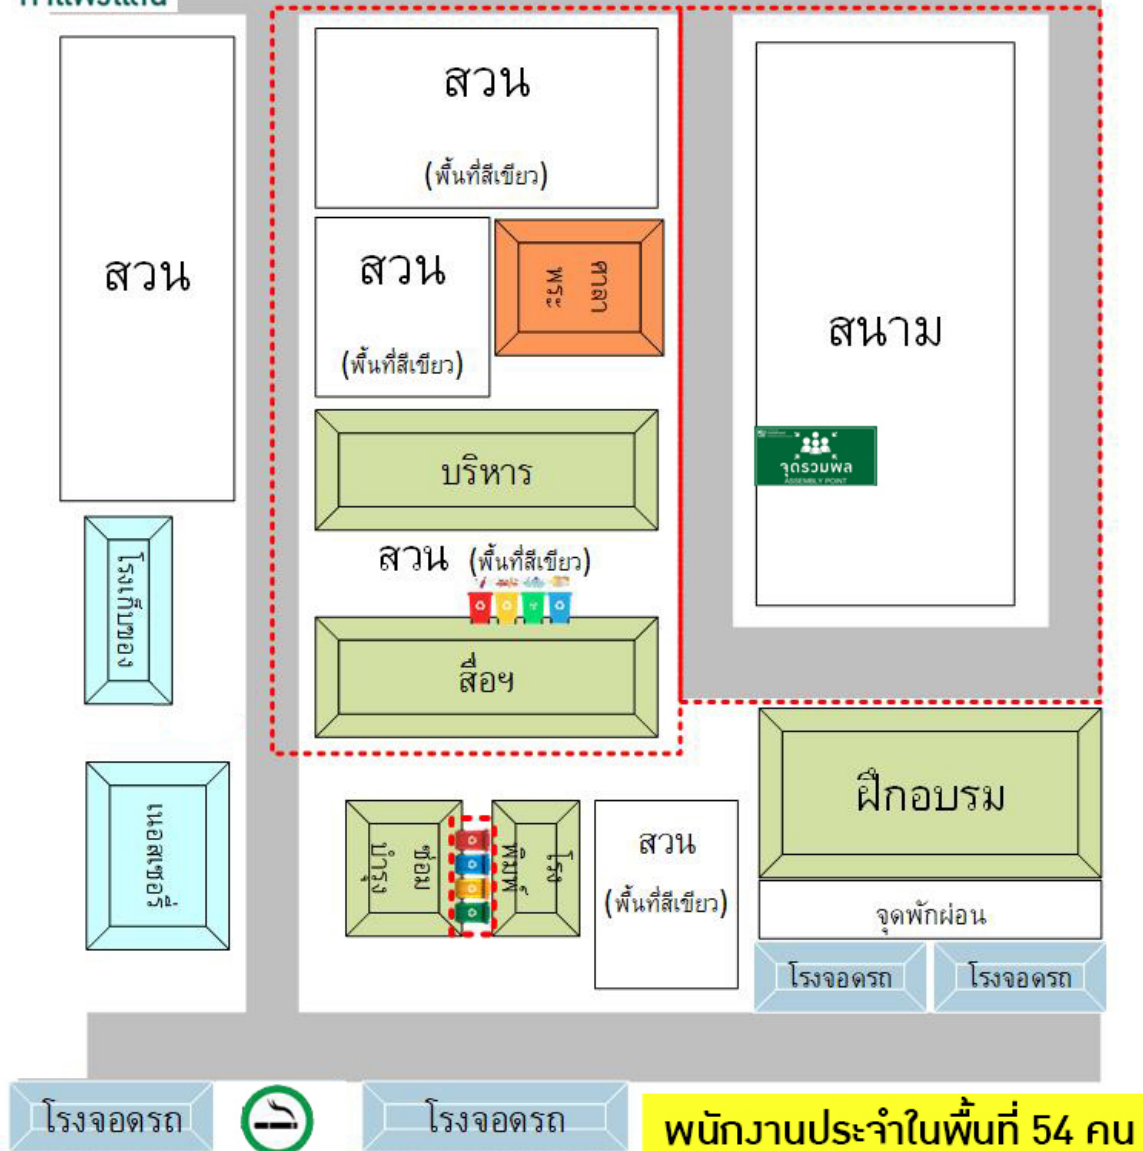 สวน
(พื้นที่สีเขียว)
สวน
สวน
(พื้นที่สีเขียว)
ศาลา
พระ
สนาม
จุดรวมพล
ASSEMBLY POINT
บริหาร
สวน (พื้นที่สีเขียว)
โรงเก็บของ
สื่อฯ
ฝึกอบรม
เนอสเซอรี่
ซ่อม
บำรุง
โรง
พิมพ์
สวน
(พื้นที่สีเขียว)
จุดพักผ่อน
โรงจอดรถ
โรงจอดรถ
โรงจอดรถ
โรงจอดรถ
พนักงานประจำในพื้นที่ 54 คน